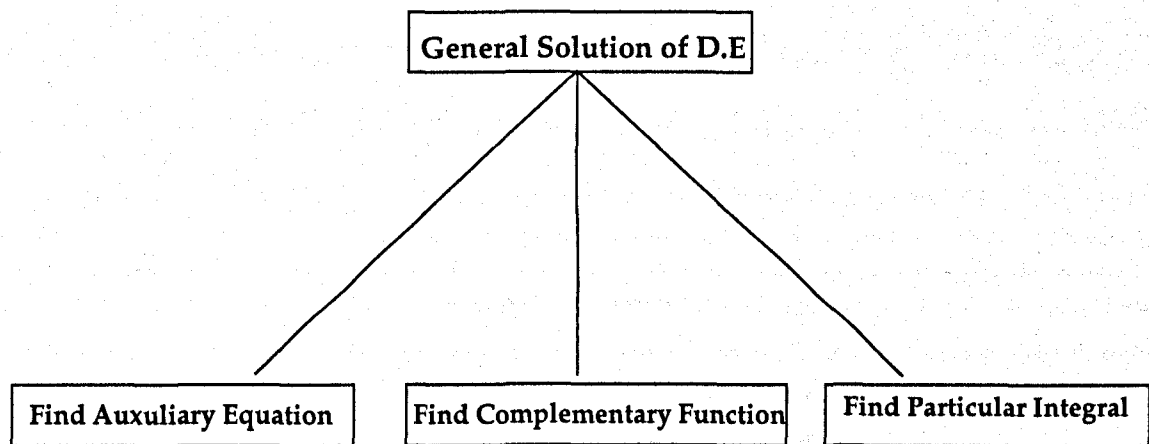 General Solution of D.E
Find Auxuliary Equation
Find Complementary Function
Find Particular Integral